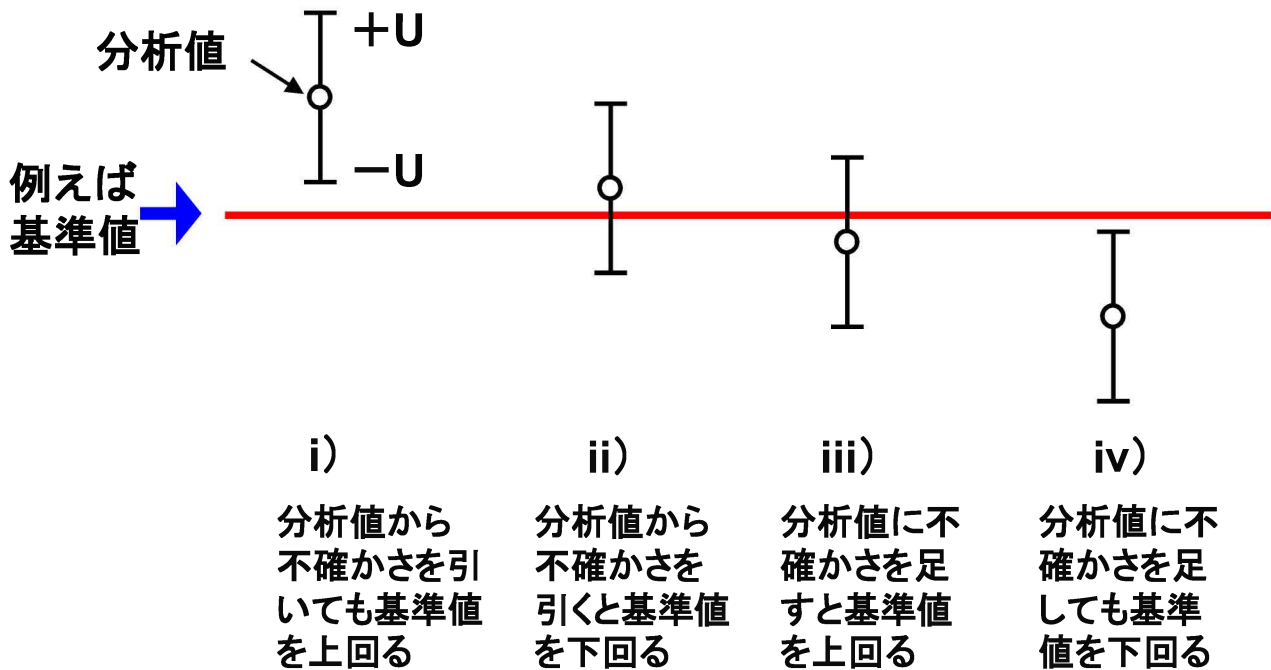 ＋U
分析値
－U
例えば
基準値
i）
分析値から
不確かさを引
いても基準値
を上回る
ii）
分析値から
不確かさを
引くと基準値
を下回る
iii）
分析値に不
確かさを足
すと基準値
を上回る
iv）
分析値に不
確かさを足
しても基準
値を下回る